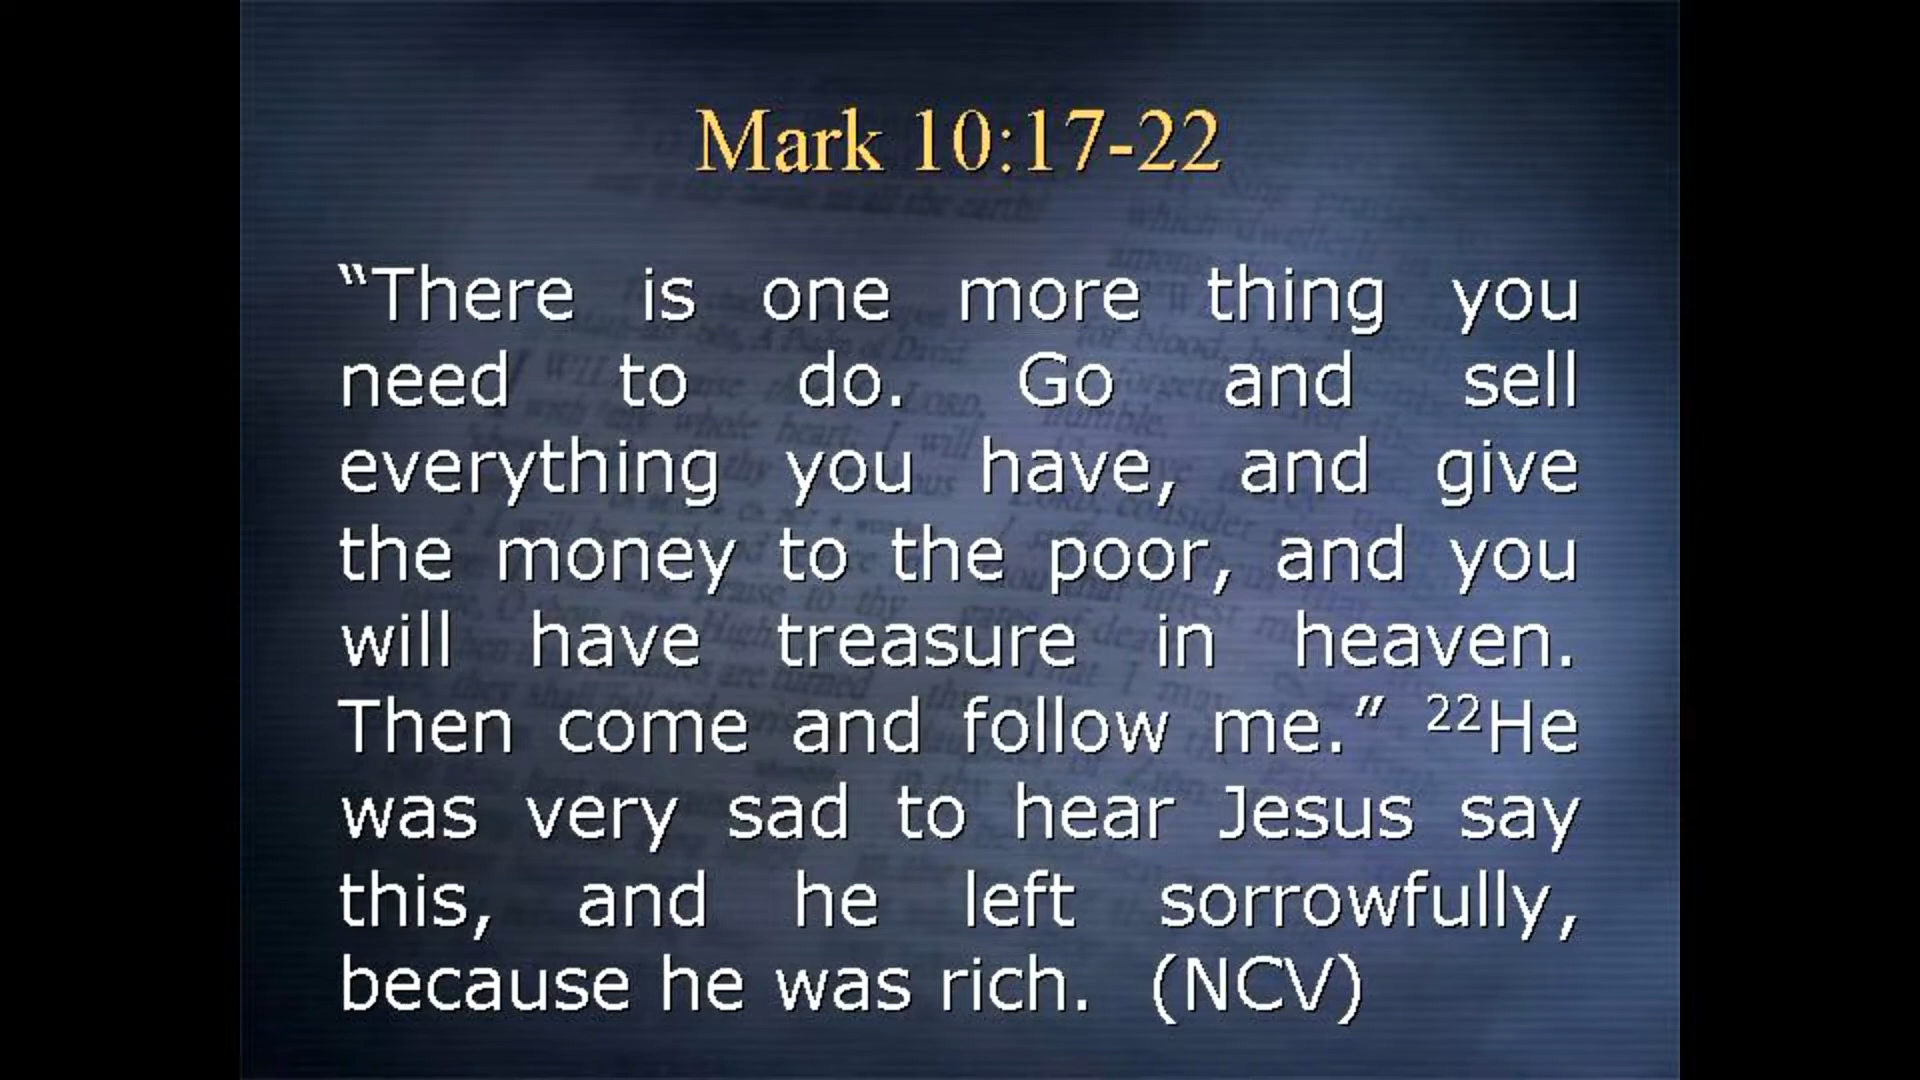 Mark 10:17-22
“There is one more thing you
need to do. Go and sell
everything you have, and give
the money to the poor, and you
will have treasure in heaven.
Then come and follow me.” ²²He
was very sad to hear Jesus say
this, and he left sorrowfully,
because he was rich. (NCV)